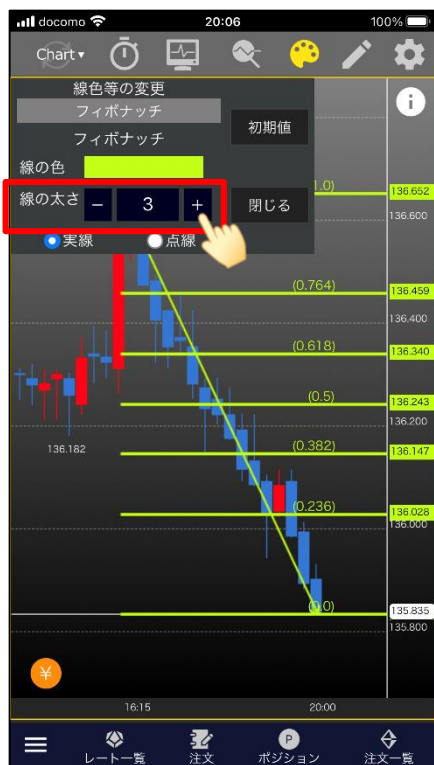 docomo 20:06 100%
Chart▾
線色等の変更
フィボナッチ
フィボナッチ
初期値
線の色
線の太さ － 3 ＋
閉じる
実線 点線
i
1.0)
136.652
136.600
(0.764)
136.459
136.400
(0.618)
136.340
(0.5)
136.243
136.200
136.182
(0.382)
136.147
(0.236)
136.028
136.000
(0.0)
135.835
135.800
¥
16:15 20:00
P
レート一覧 注文 ポジション 注文一覧